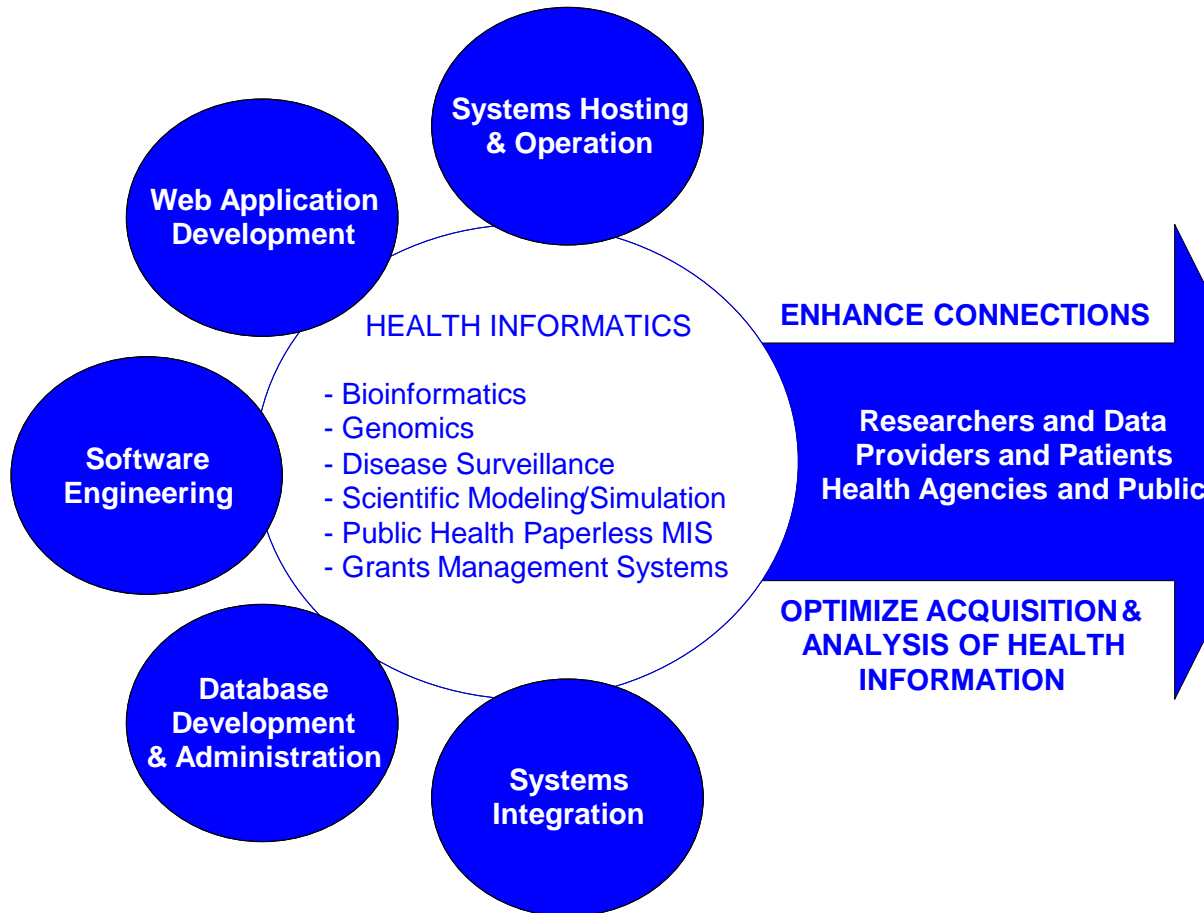 Systems Hosting
& Operation
Web Application
Development
Software
Engineering
Database
Development
& Administration
Systems
Integration
HEALTH INFORMATICS
- Bioinformatics
- Genomics
- Disease Surveillance
- Scientific Modeling/Simulation
- Public Health Paperless MIS
- Grants Management Systems
ENHANCE CONNECTIONS
Researchers and Data
Providers and Patients
Health Agencies and Public
OPTIMIZE ACQUISITION &
ANALYSIS OF HEALTH
INFORMATION